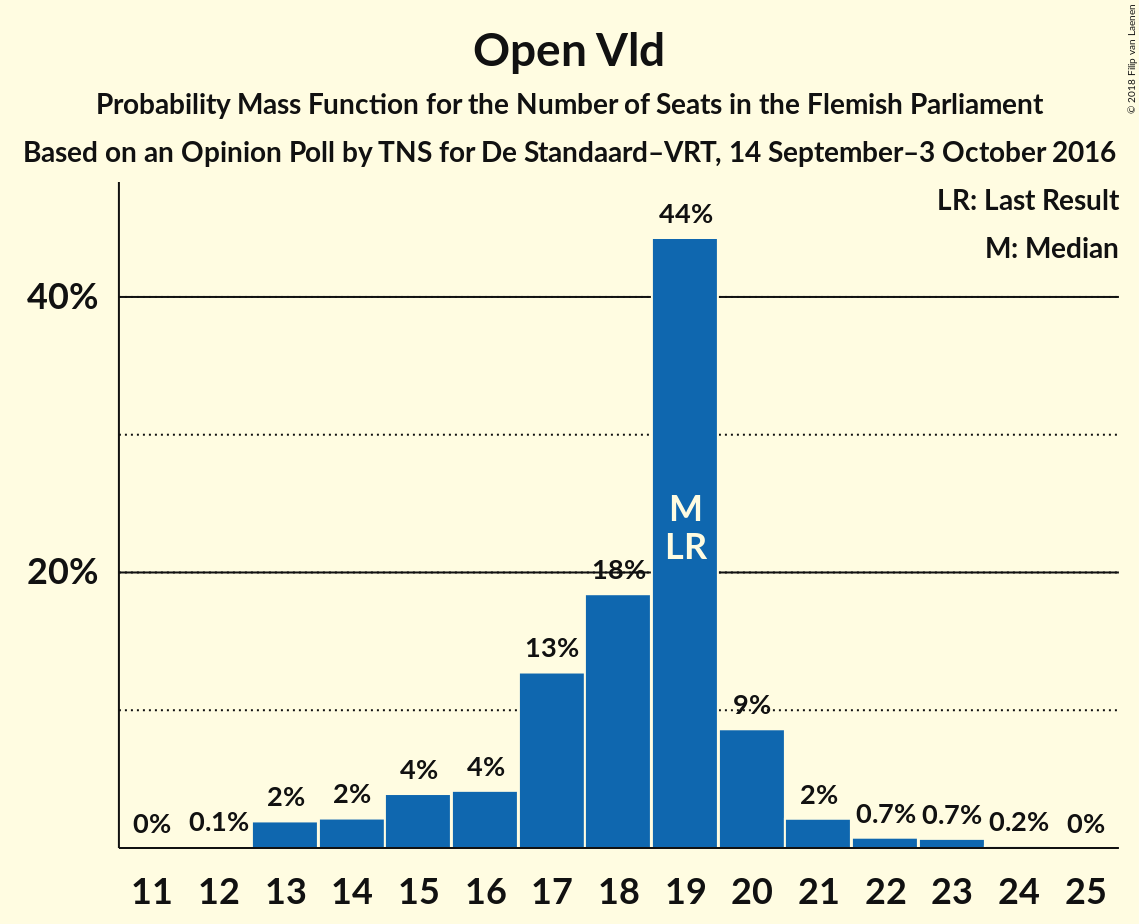 Open Vld
Probability Mass Function for the Number of Seats in the Flemish Parliament
Based on an Opinion Poll by TNS for De Standaard–VRT, 14 September–3 October 2016
© 2018 Filip van Laenen
LR: Last Result
M: Median
40%
20%
0%
0.1%
2%
2%
4%
4%
13%
18%
44%
M
LR
9%
2%
0.7%
0.7%
0.2%
0%
11 12 13 14 15 16 17 18 19 20 21 22 23 24 25